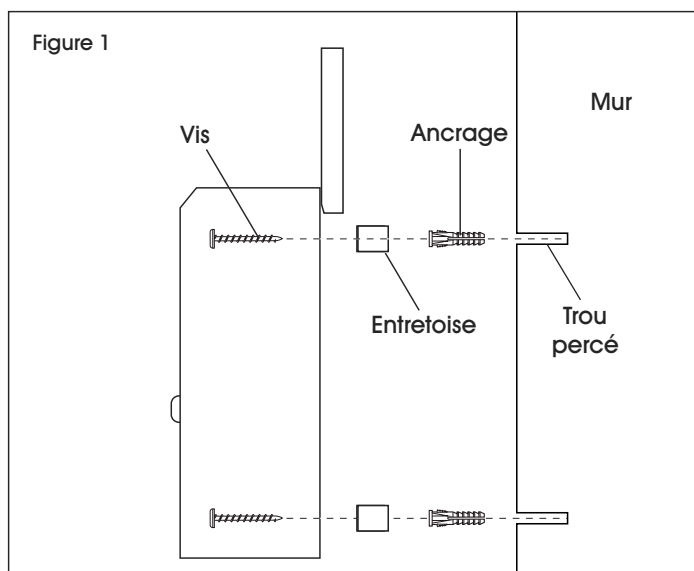 Figure 1
Mur
Vis
Ancrage
Entretoise
Trou
percé